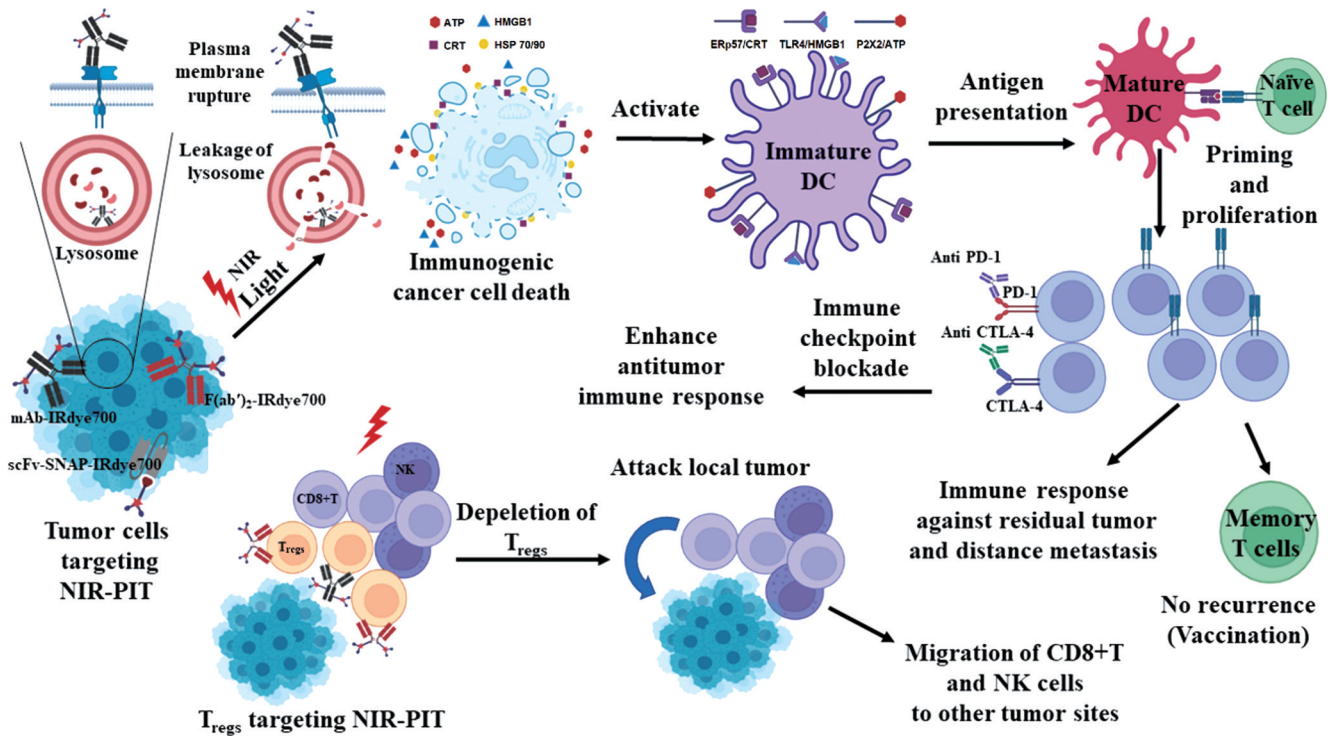 Plasma
membrane
rupture
Leakage of
lysosome
Lysosome
NIR
Light
mAb-IRdye700
F(ab′)₂-IRdye700
scFv-SNAP-IRdye700
Tumor cells
targeting
NIR-PIT
ATP
HMGB1
CRT
HSP 70/90
Immunogenic
cancer cell death
Activate
ERp57/CRT
TLR4/HMGB1
P2X2/ATP
Immature
DC
Antigen
presentation
Mature
DC
Naïve
T cell
Priming
and
proliferation
Anti PD-1
PD-1
Anti CTLA-4
CTLA-4
Immune
checkpoint
blockade
Enhance
antitumor
immune response
Immune response
against residual tumor
and distance metastasis
Memory
T cells
No recurrence
(Vaccination)
NK
CD8+T
Tregs
Tregs targeting NIR-PIT
Depeletion of
Tregs
Attack local tumor
Migration of CD8+T
and NK cells
to other tumor sites